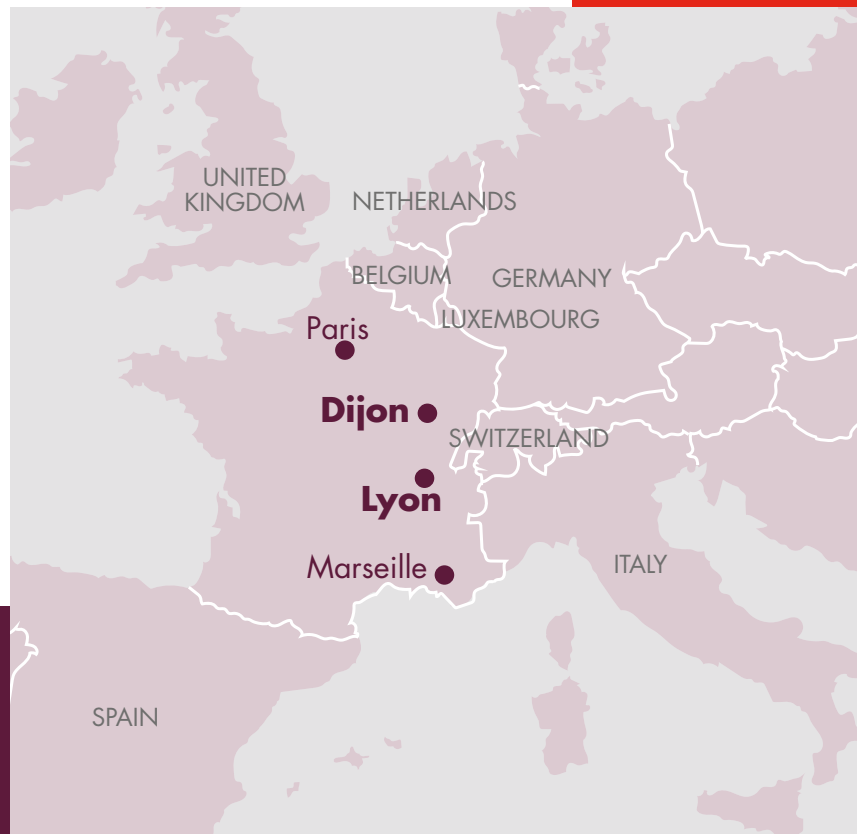 UNITED
KINGDOM
NETHERLANDS
BELGIUM
GERMANY
LUXEMBOURG
Paris
Dijon
SWITZERLAND
Lyon
Marseille
ITALY
SPAIN